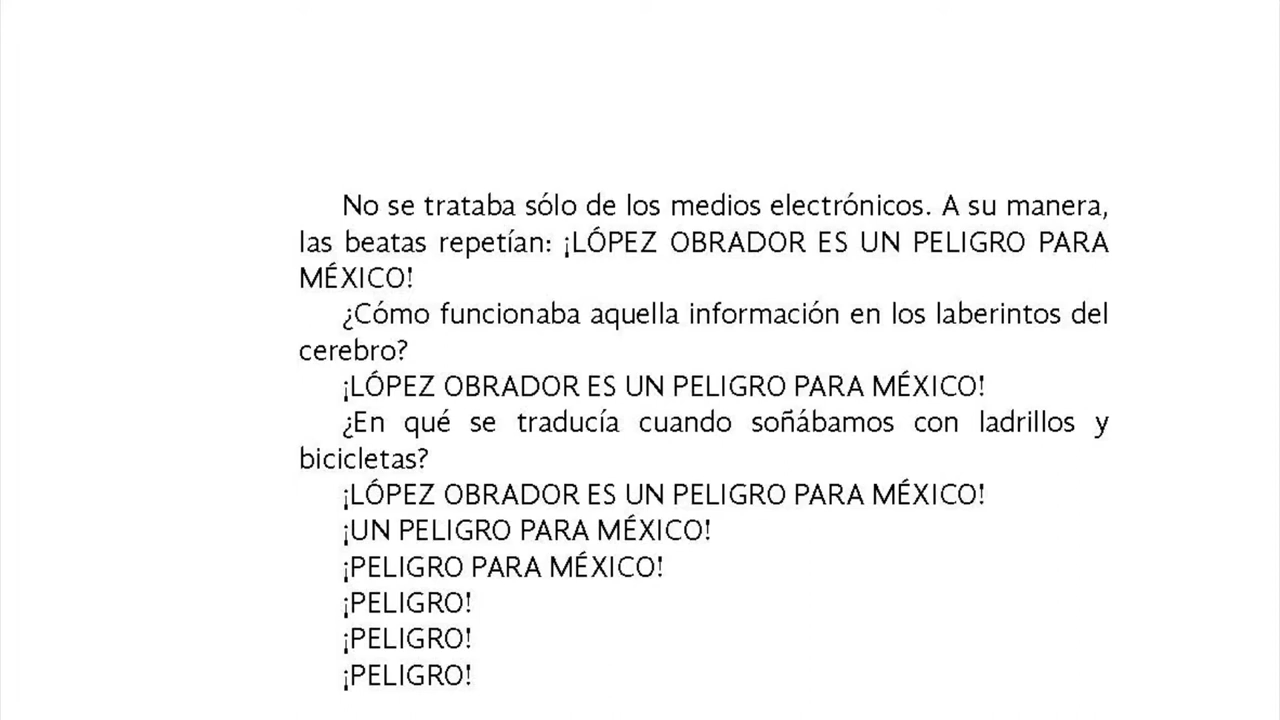 No se trataba sólo de los medios electrónicos. A su manera,
las beatas repetían: ¡LÓPEZ OBRADOR ES UN PELIGRO PARA
MÉXICO!
¿Cómo funcionaba aquella información en los laberintos del
cerebro?
¡LÓPEZ OBRADOR ES UN PELIGRO PARA MÉXICO!
¿En qué se traducía cuando soñábamos con ladrillos y
bicicletas?
¡LÓPEZ OBRADOR ES UN PELIGRO PARA MÉXICO!
¡UN PELIGRO PARA MÉXICO!
¡PELIGRO PARA MÉXICO!
¡PELIGRO!
¡PELIGRO!
¡PELIGRO!